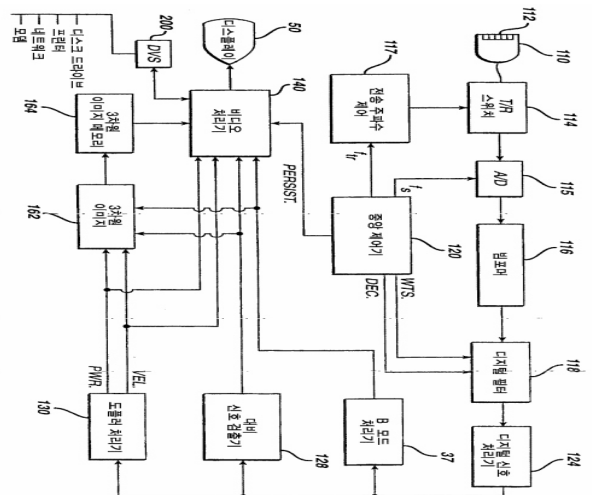 112
110
T/R
스위치
114
117
전송 주파수
제어
A/D
115
f tr
f s
빔포머
116
중앙 제어기
120
DEC.
WTS.
PERSIST.
디지털 필터
118
디지털 신호
처리기
124
50
디스플레이
200
DVS
디스크 드라이브
프린터
네트워크
모뎀
140
비디오
처리기
164
3차원
이미지 메모리
162
3차원
이미지
PWR.
VEL.
130
도플러 처리기
대비
신호 검출기
128
B 모드
처리기
37